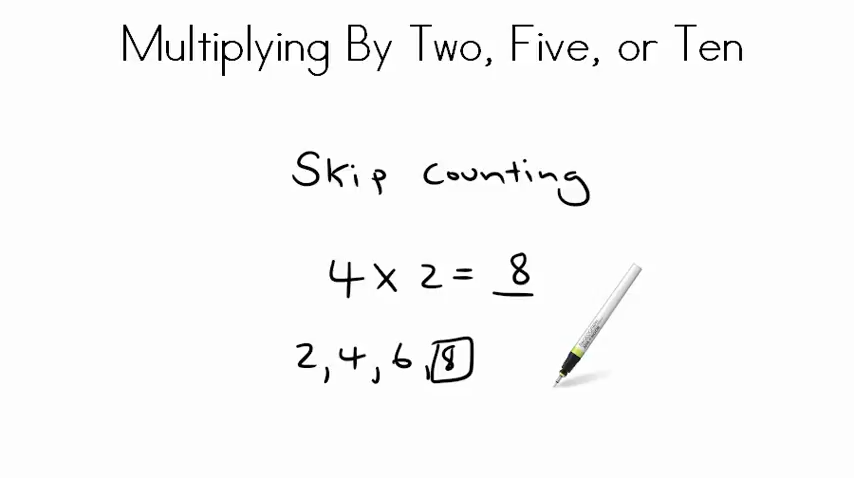 Multiplying By Two, Five, or Ten
Skip counting
4 x 2 = 8
2, 4, 6, 8